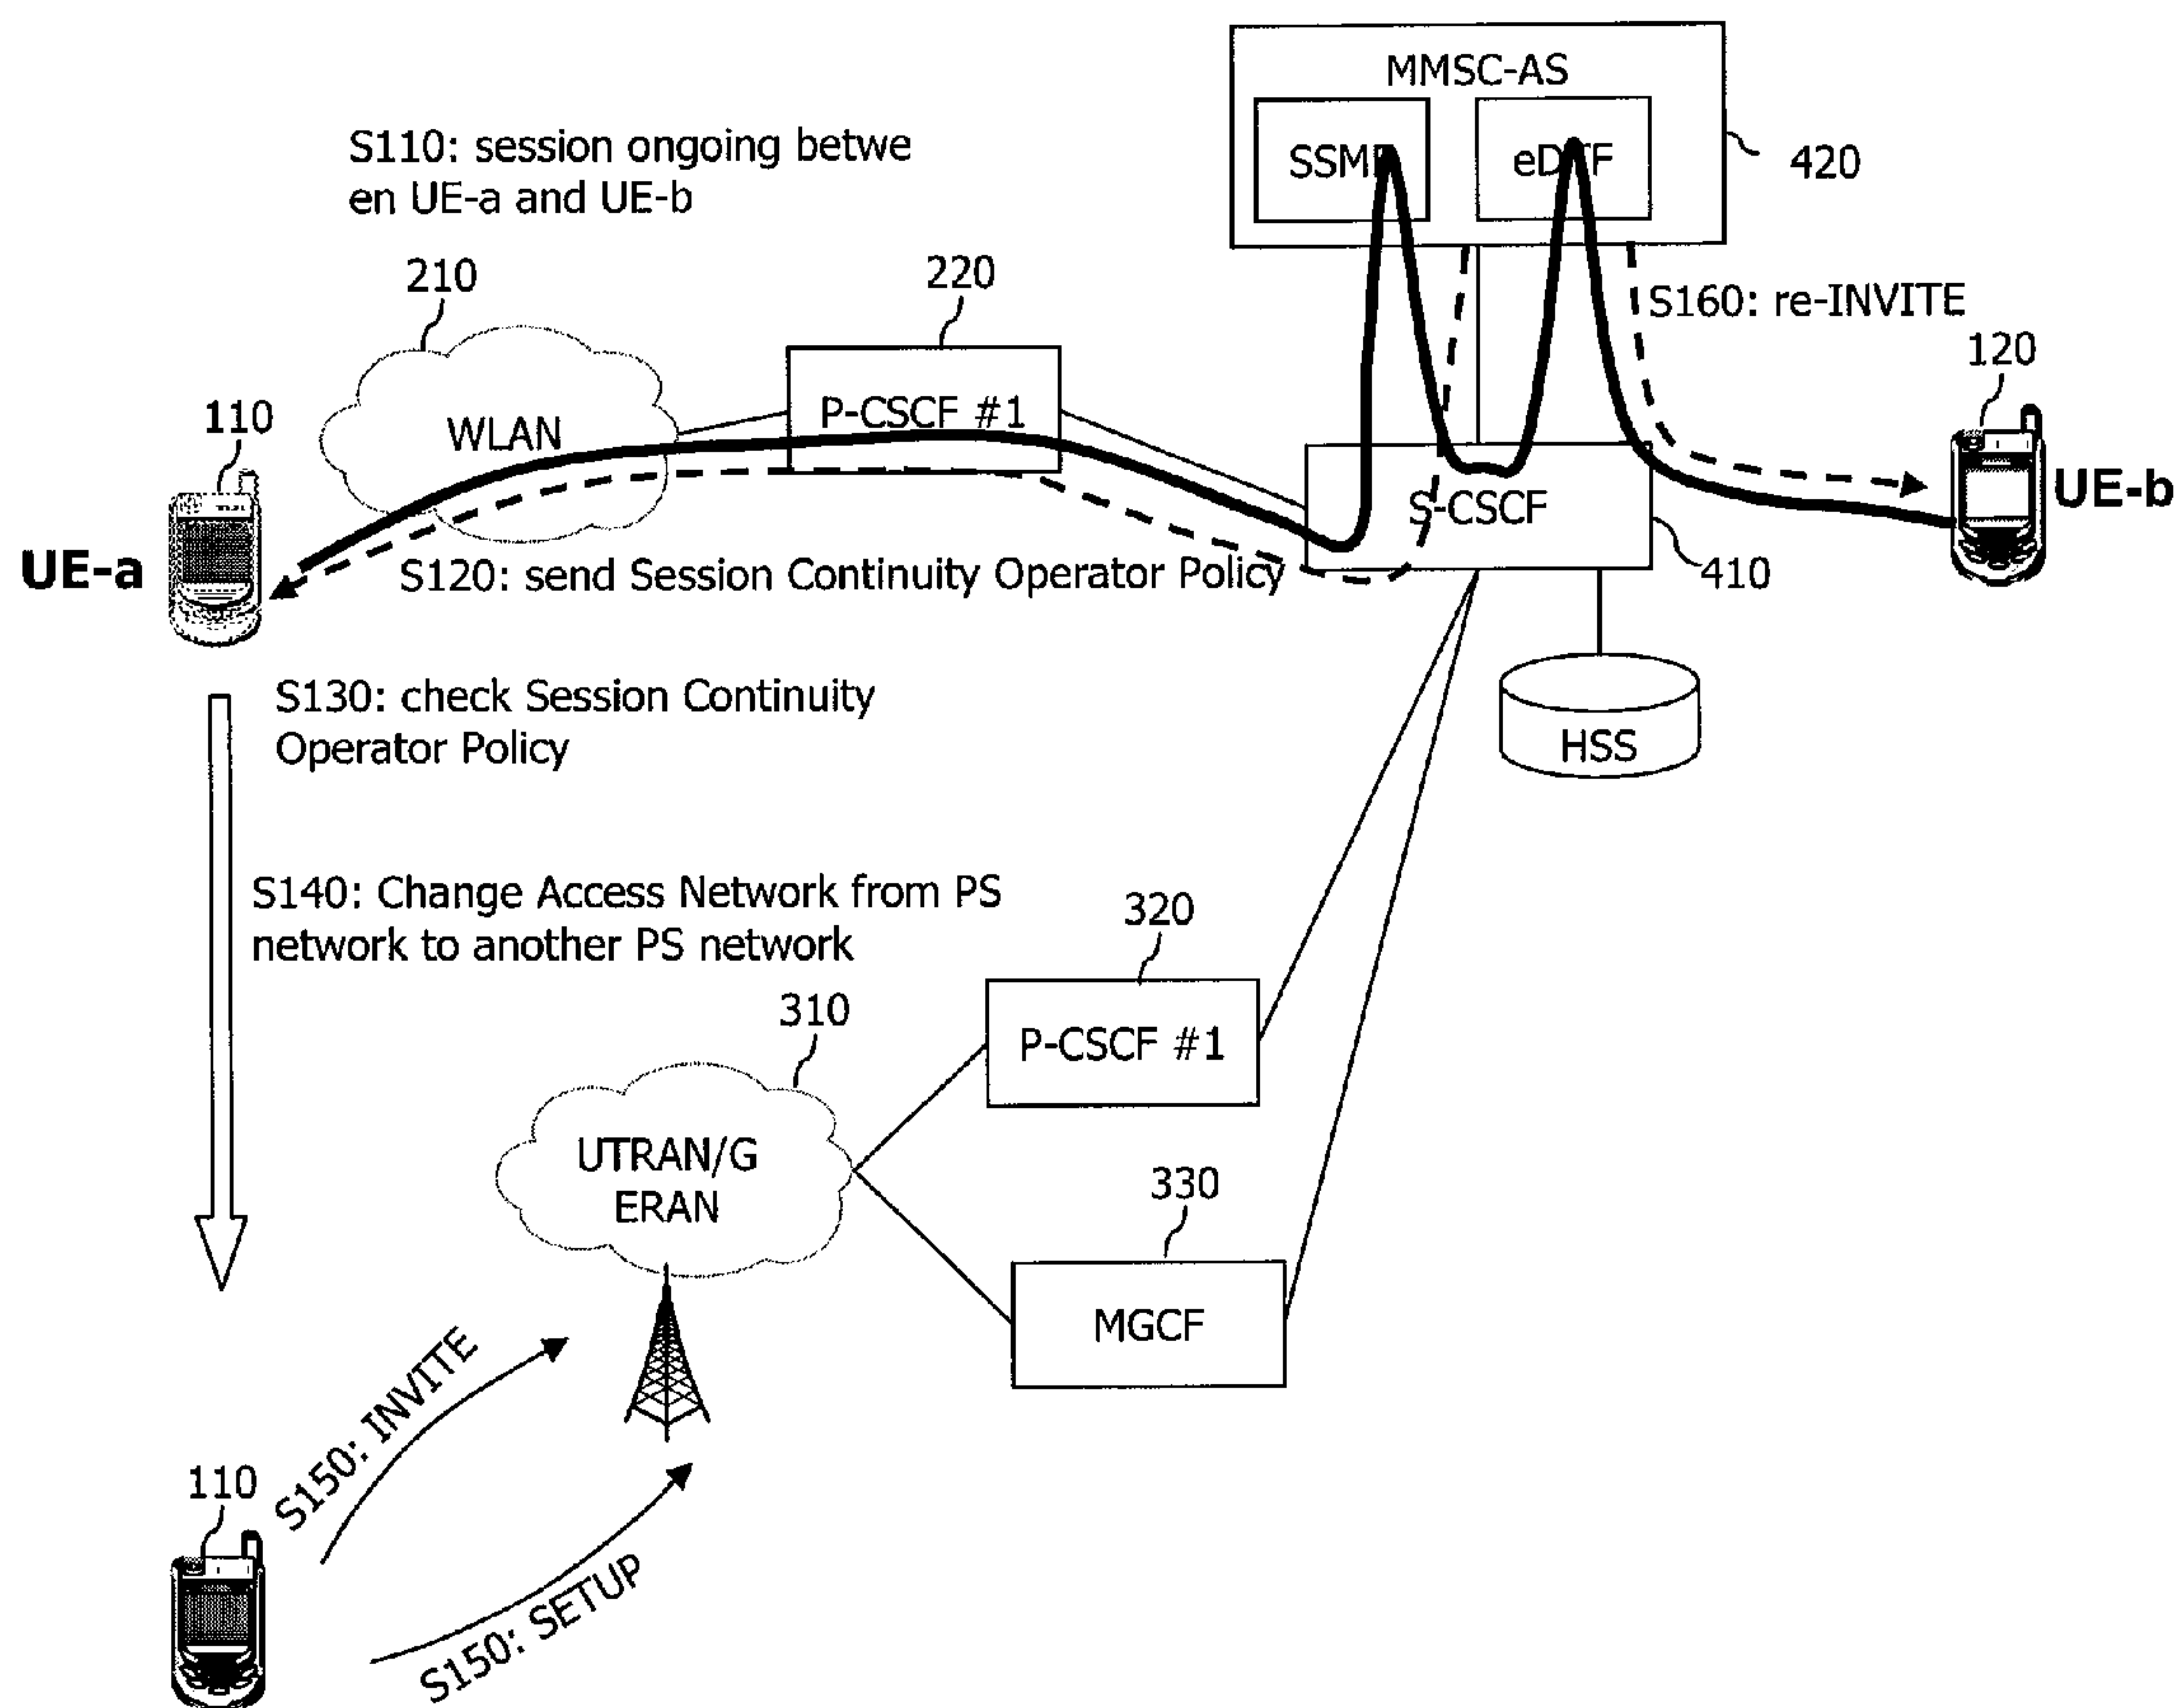 MMSC-AS
S110: session ongoing betwe
en UE-a and UE-b
420
210
220
S160: re-INVITE
120
110
WLAN
P-CSCF #1
S-CSCF
UE-b
UE-a
S120: send Session Continuity Operator Policy
410
S130: check Session Continuity
Operator Policy
HSS
S140: Change Access Network from PS
network to another PS network
320
310
P-CSCF #1
UTRAN/G
ERAN
330
MGCF
S150: INVITE
110
S150: SETUP